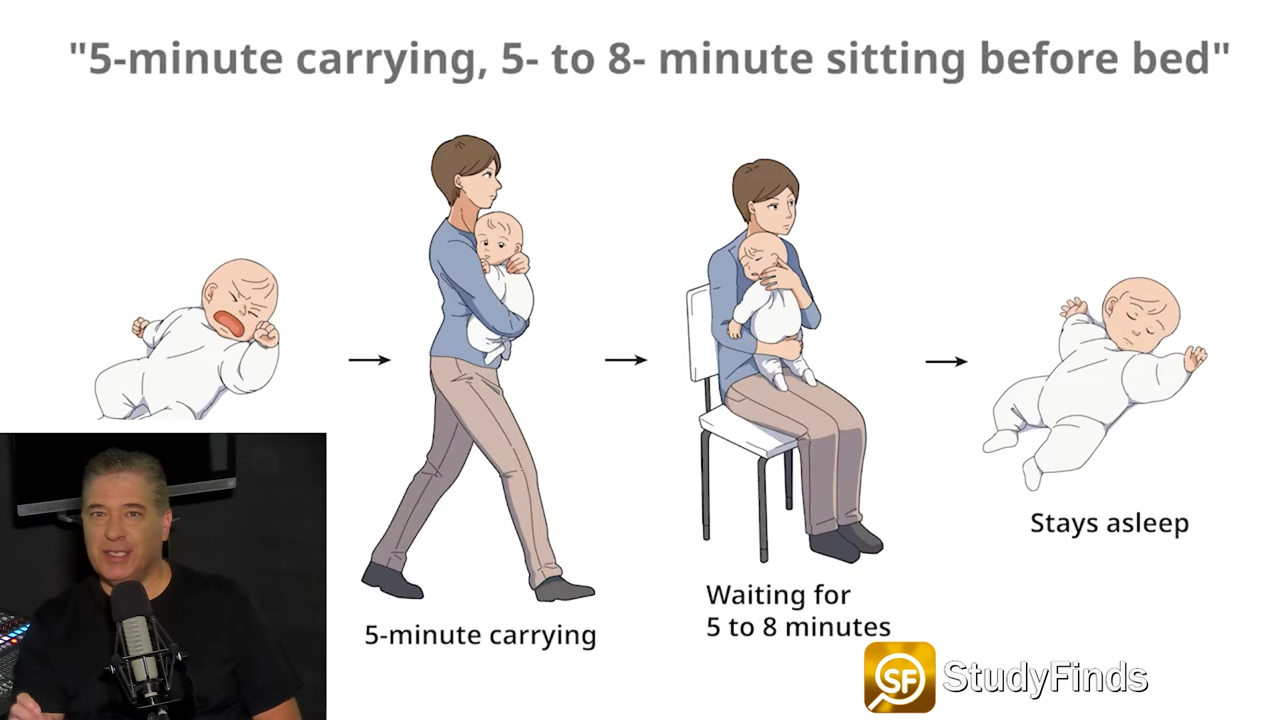 "5-minute carrying, 5- to 8- minute sitting before bed"
5-minute carrying
Waiting for
5 to 8 minutes
Stays asleep
SF
StudyFinds